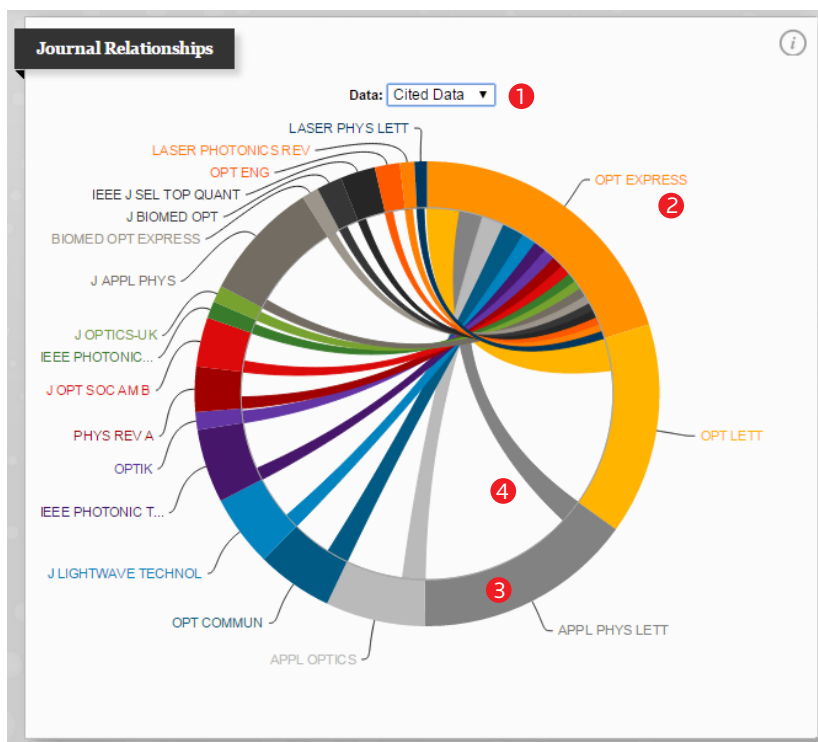 Journal Relationships
i
Data: Cited Data ▼ 1
LASER PHYS LETT
LASER PHOTONICS REV
OPT ENG
IEEE J SEL TOP QUANT
J BIOMED OPT
BIOMED OPT EXPRESS
J APPL PHYS
J OPTICS-UK
IEEE PHOTONIC...
J OPT SOC AM B
PHYS REV A
OPTIK
IEEE PHOTONIC T...
J LIGHTWAVE TECHNOL
OPT COMMUN
APPL OPTICS
OPT EXPRESS
2
OPT LETT
4
3
APPL PHYS LETT